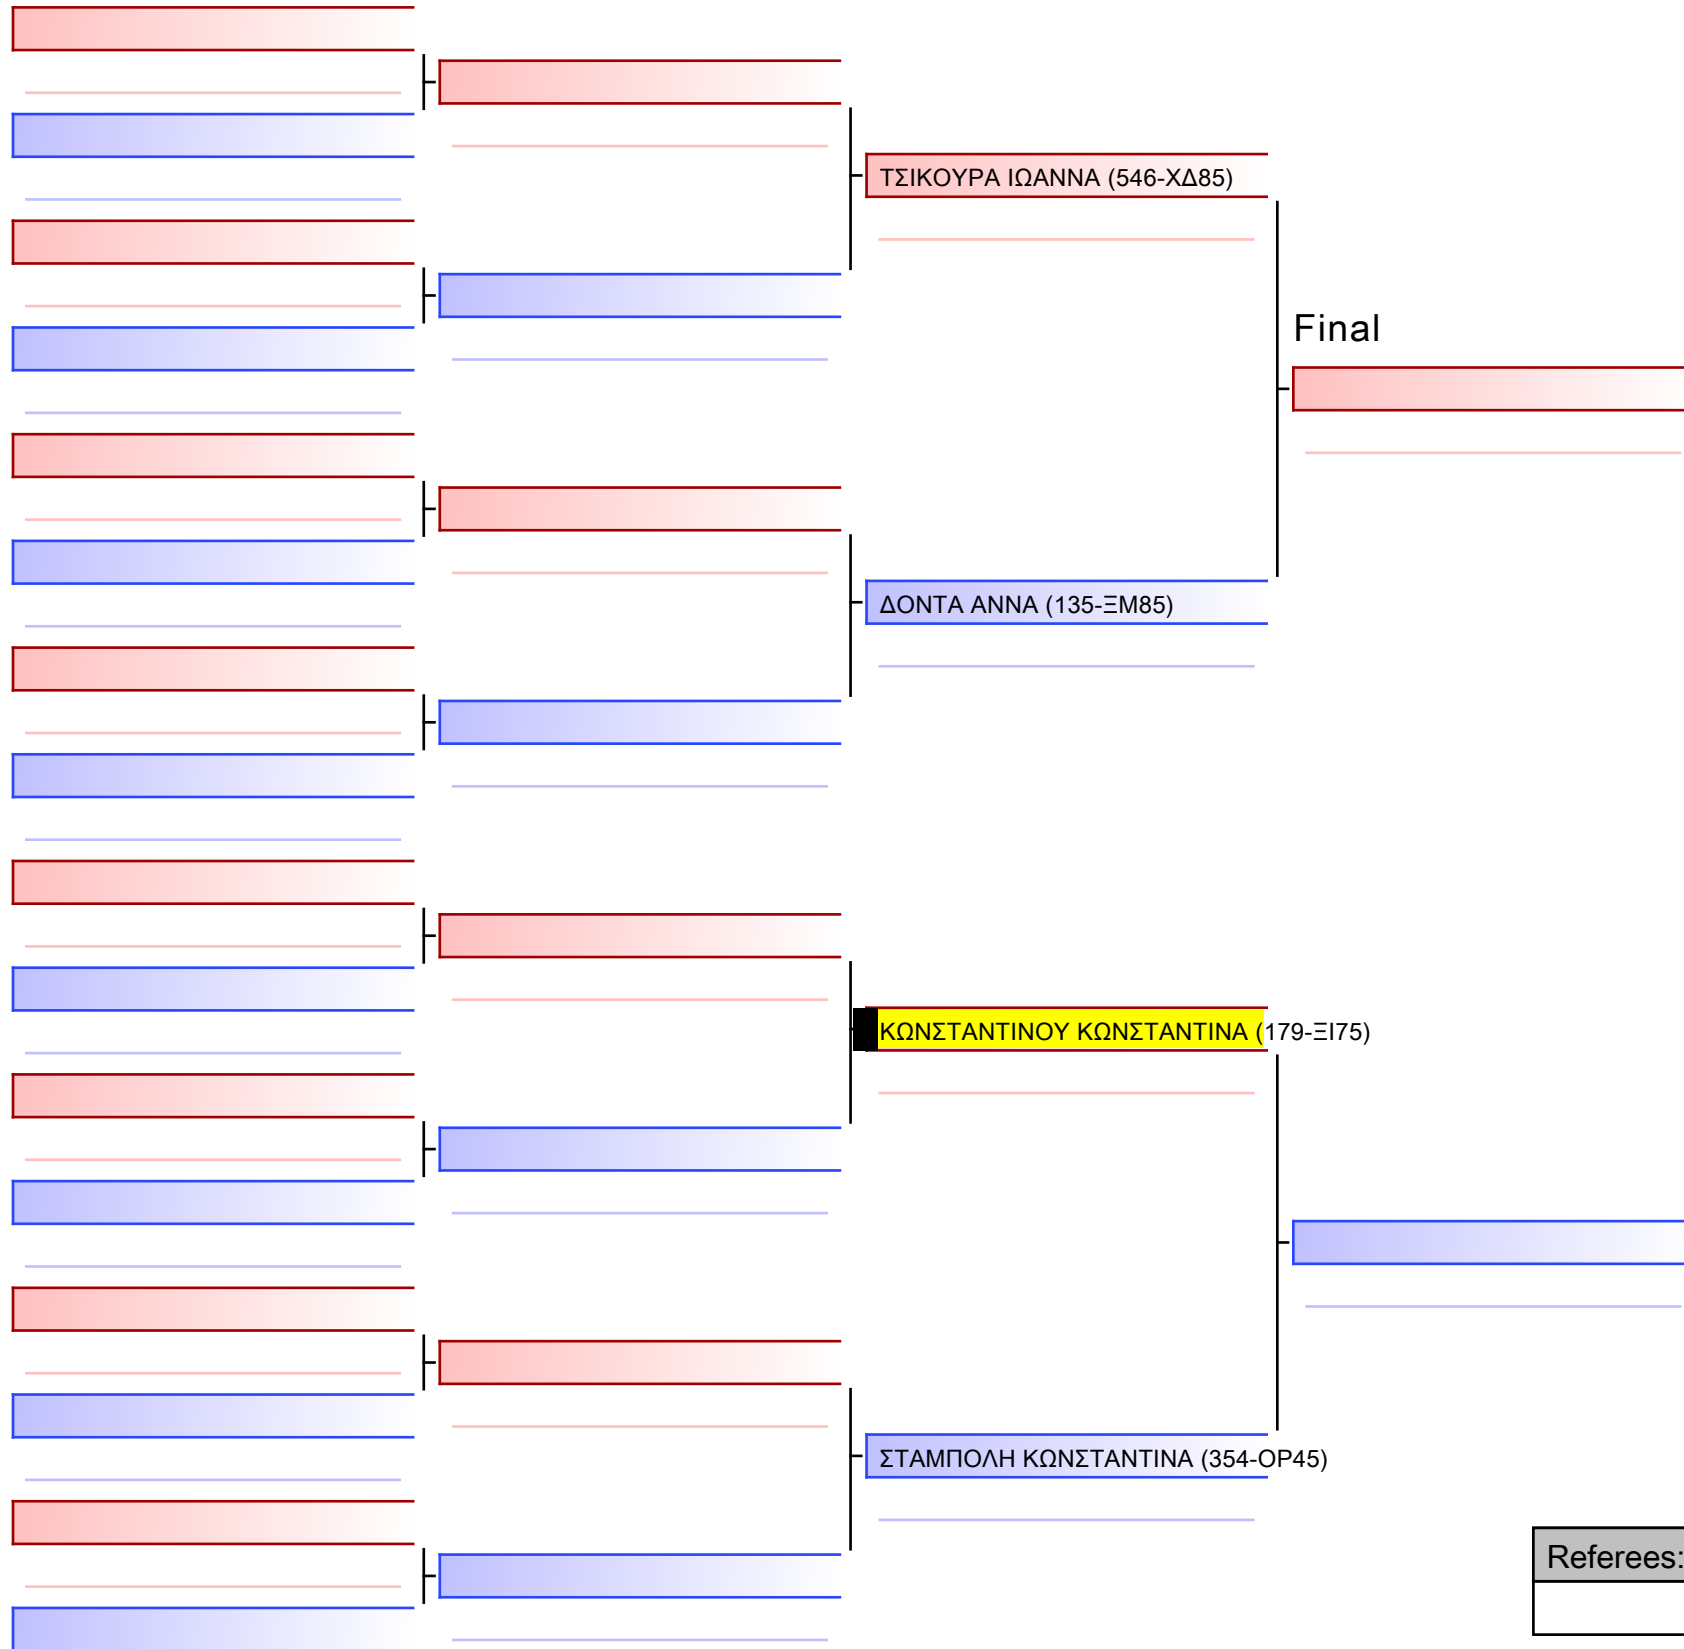 ΤΣΙΚΟΥΡΑ ΙΩΑΝΝΑ (546-ΧΔ85)
Final
ΔΟΝΤΑ ΑΝΝΑ (135-ΞΜ85)
ΚΩΝΣΤΑΝΤΙΝΟΥ ΚΩΝΣΤΑΝΤΙΝΑ (179-ΞΙ75)
ΣΤΑΜΠΟΛΗ ΚΩΝΣΤΑΝΤΙΝΑ (354-ΟΡ45)
Referees: